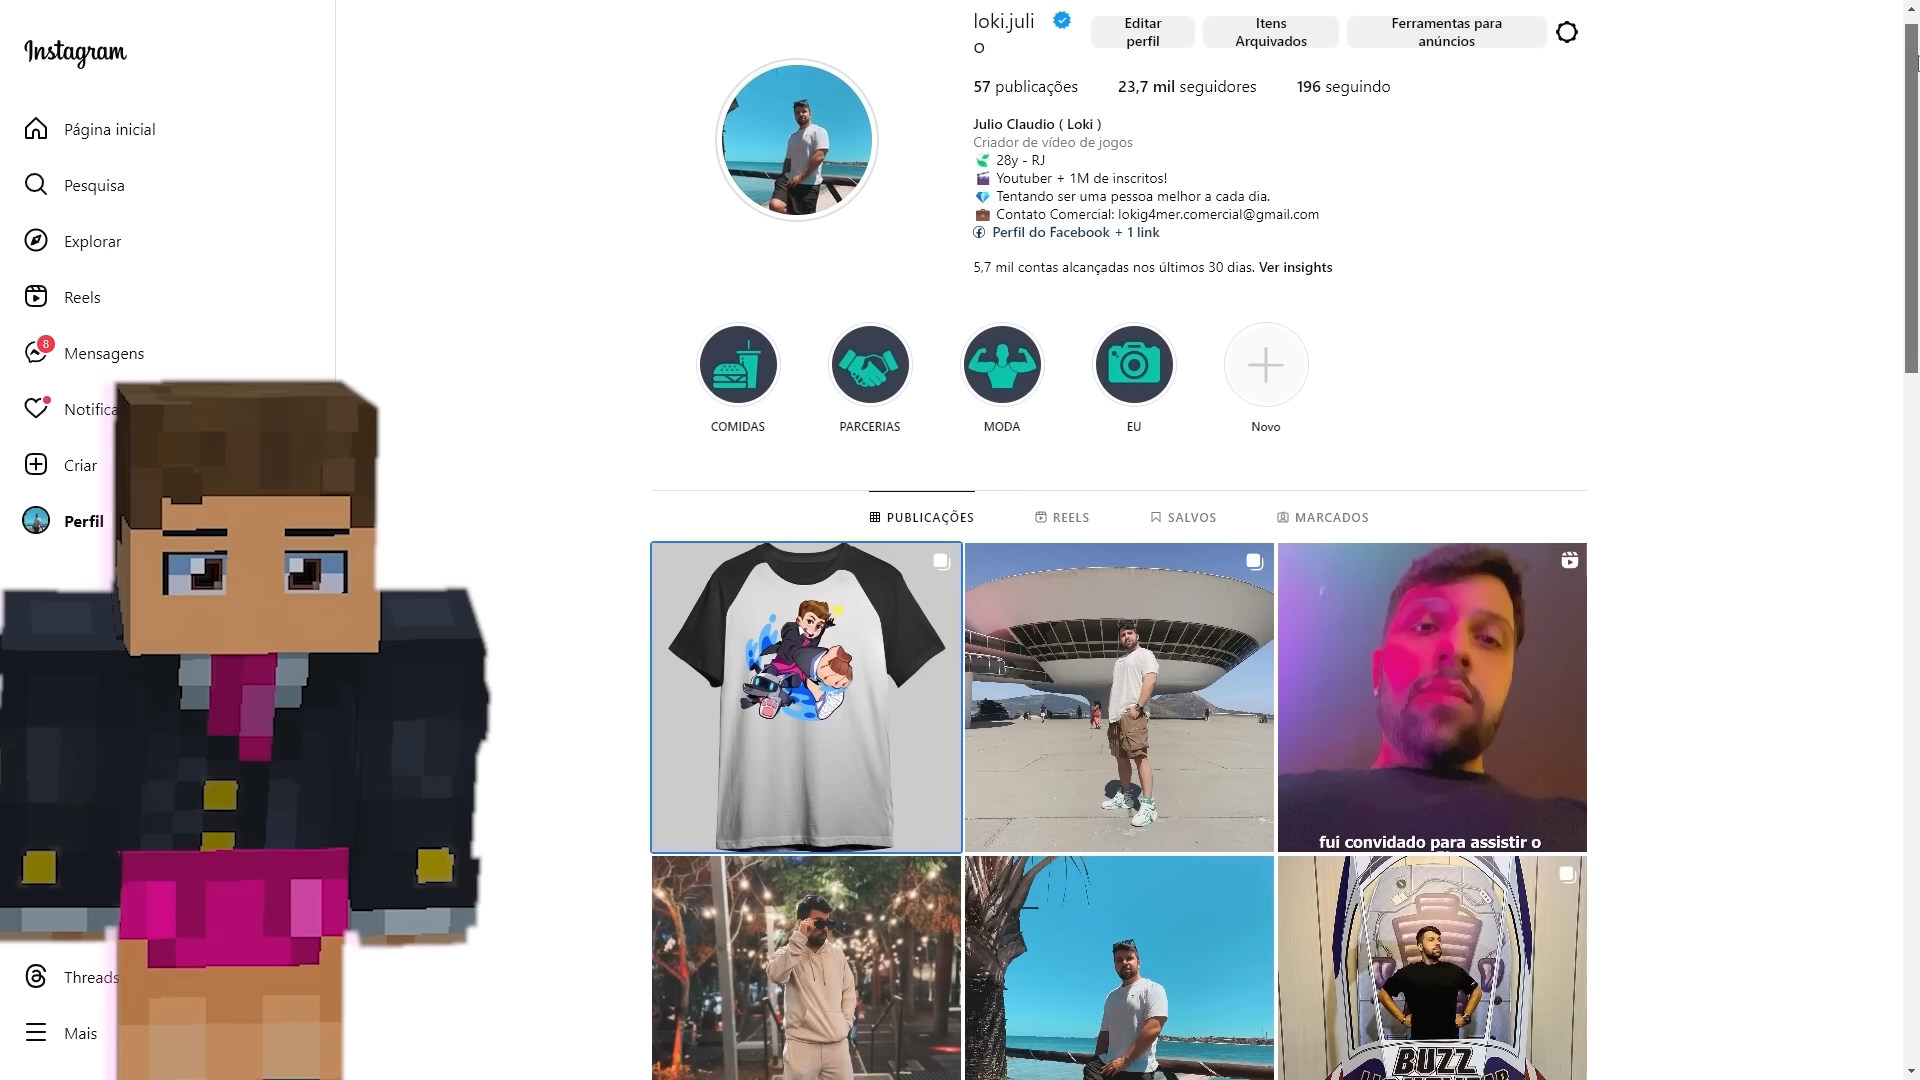 Instagram
Página inicial
Pesquisa
Explorar
Reels
8
Mensagens
Notifica
Criar
Perfil
Threads
Mais
loki.juli
o
Editar
perfil
Itens
Arquivados
Ferramentas para
anúncios
57 publicações
23,7 mil seguidores
196 seguindo
Julio Claudio ( Loki )
Criador de vídeo de jogos
28y - RJ
Youtuber + 1M de inscritos!
Tentando ser uma pessoa melhor a cada dia.
Contato Comercial: lokig4mer.comercial@gmail.com
Perfil do Facebook + 1 link
5,7 mil contas alcançadas nos últimos 30 dias. Ver insights
COMIDAS
PARCERIAS
MODA
EU
Novo
PUBLICAÇÕES
REELS
SALVOS
MARCADOS
fui convidado para assistir o
BUZZ